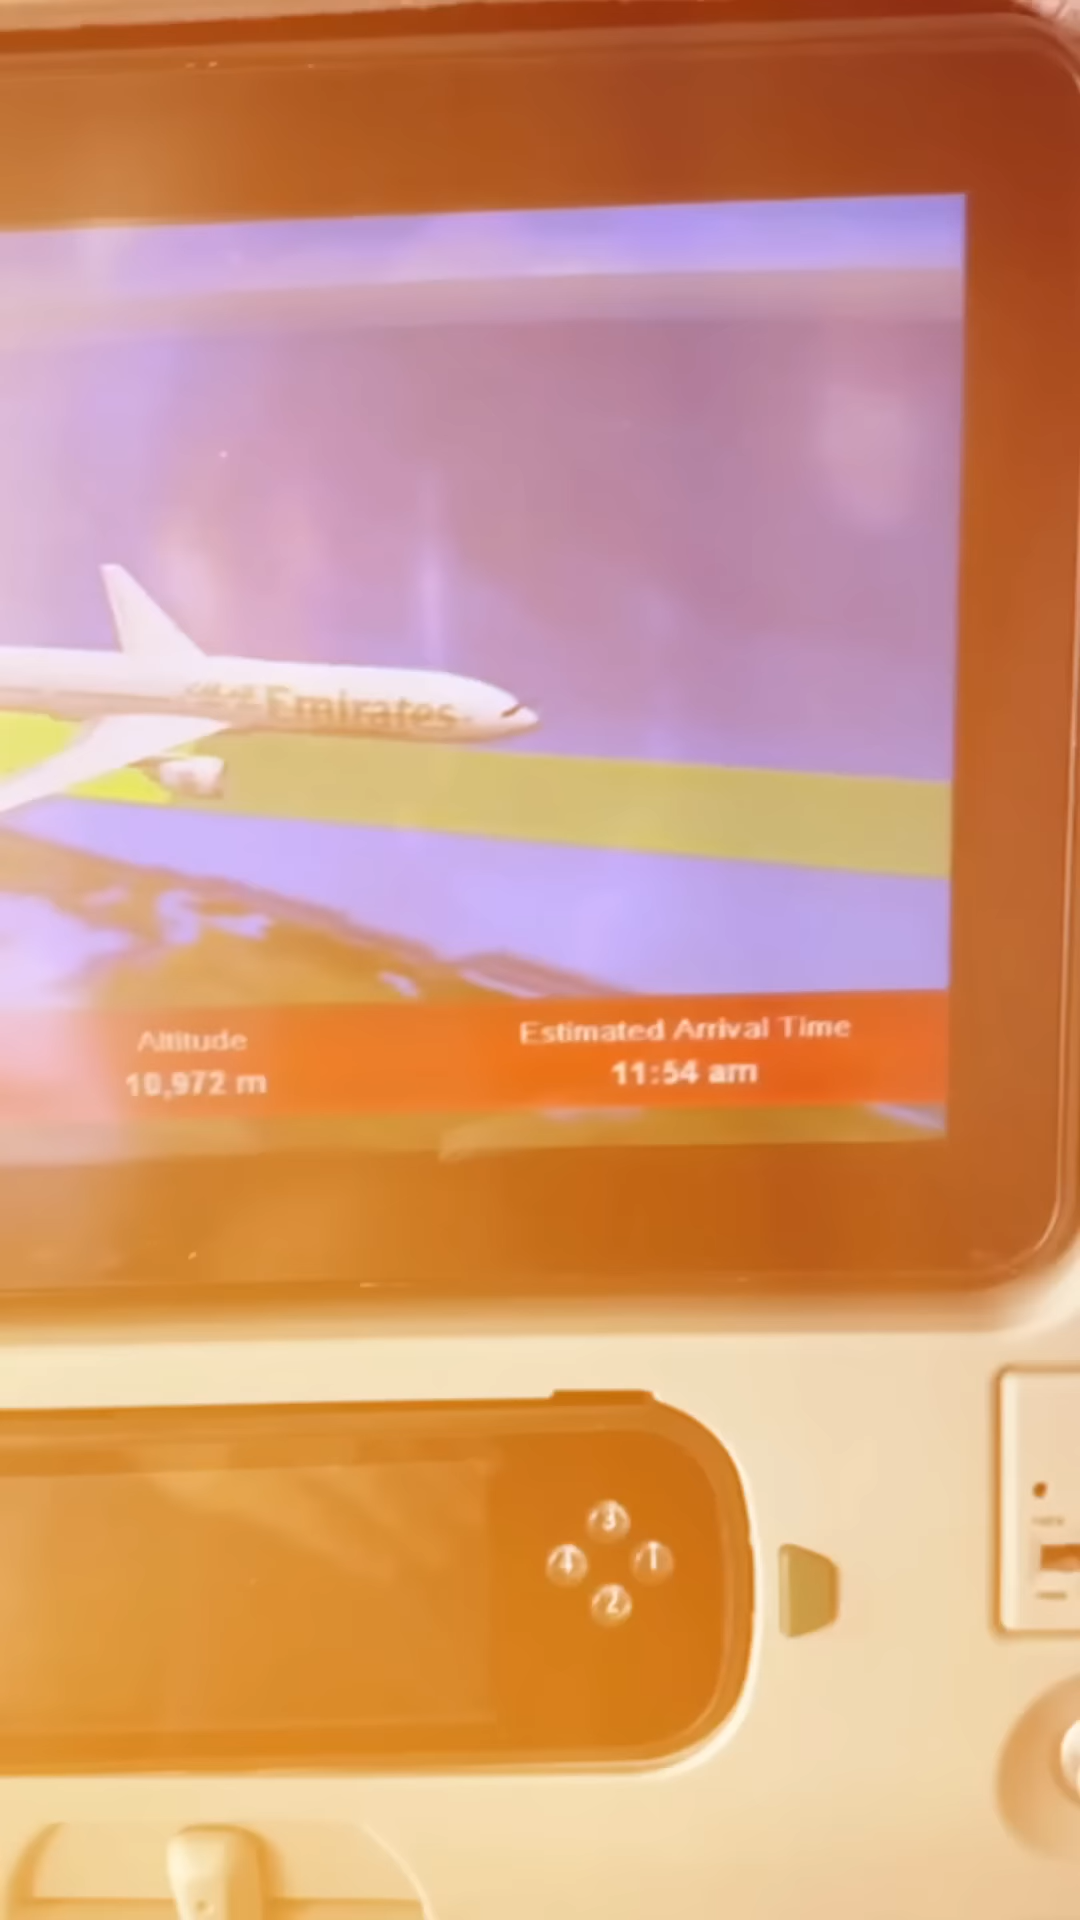 Emirates
Altitude
10,972 m
Estimated Arrival Time
11:54 am
3
4
1
2